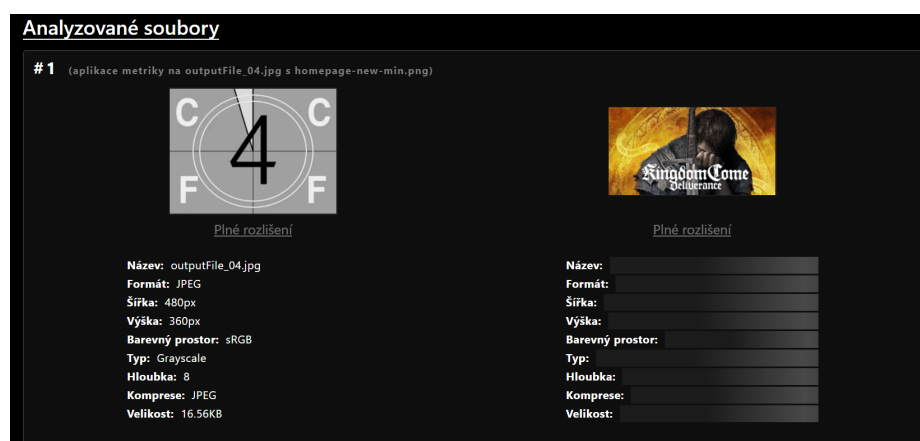 Analyzované soubory
#1 (aplikace metriky na outputFile_04.jpg s homepage-new-min.png)
C C
4
F F
Kingdom Come
Deliverance
Plné rozlišení
Plné rozlišení
Název: outputFile_04.jpg
Formát: JPEG
Šířka: 480px
Výška: 360px
Barevný prostor: sRGB
Typ: Grayscale
Hloubka: 8
Komprese: JPEG
Velikost: 16.56KB
Název:
Formát:
Šířka:
Výška:
Barevný prostor:
Typ:
Hloubka:
Komprese:
Velikost: